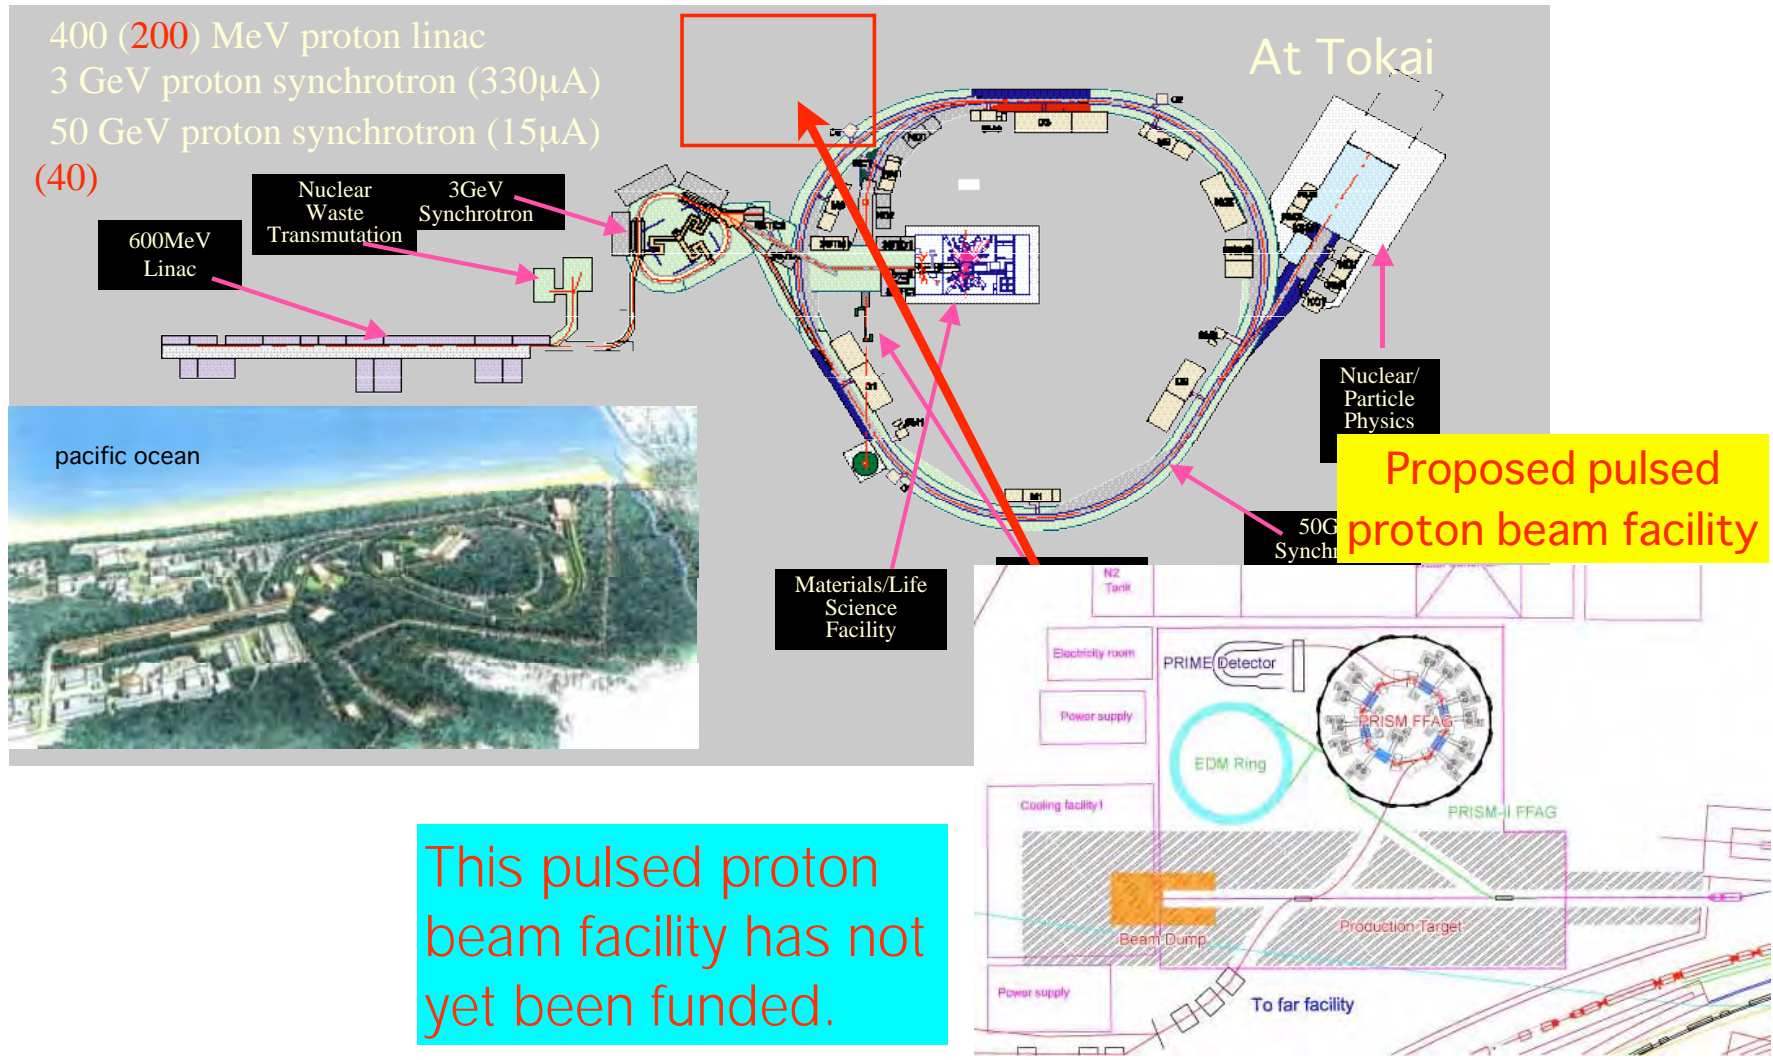 400 (200) MeV proton linac
3 GeV proton synchrotron (330μA)
50 GeV proton synchrotron (15μA)
(40)
At Tokai
Nuclear
Waste
Transmutation
3GeV
Synchrotron
600MeV
Linac
Nuclear/
Particle
Physics
pacific ocean
Materials/Life
Science
Facility
50G
Synchr
Proposed pulsed
proton beam facility
N2
Tank
Electricity room
PRIME Detector
Power supply
PRISM FFAG
EDM Ring
Cooling facility1
PRISM-II FFAG
Production Target
Beam Dump
Power supply
To far facility
This pulsed proton
beam facility has not
yet been funded.